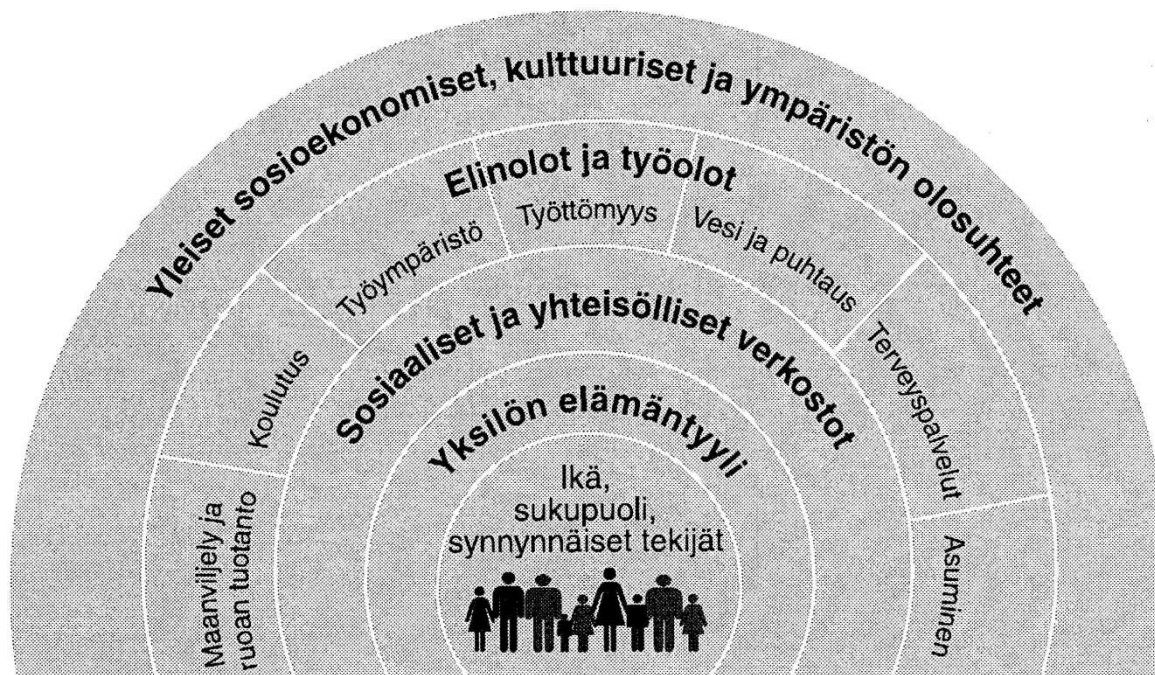 Yleiset sosioekonomiset, kulttuuriset ja ympäristön olosuhteet
Elinolot ja työolot
Maanviljely ja
ruoan tuotanto
Koulutus
Työympäristö
Työttömyys
Vesi ja puhtaus
Terveyspalvelut
Asuminen
Sosiaaliset ja yhteisölliset verkostot
Yksilön elämäntyyli
Ikä,
sukupuoli,
synnynnäiset tekijät